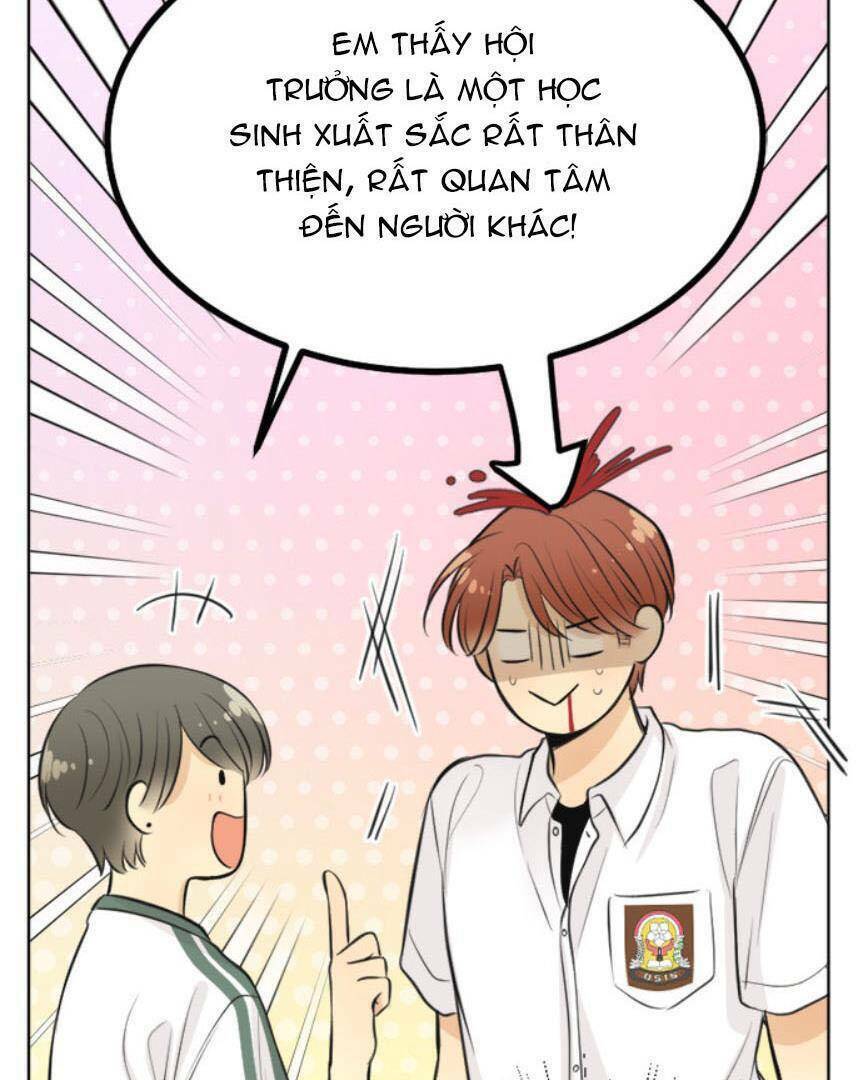 EM THẤY HỘI
TRƯỞNG LÀ MỘT HỌC
SINH XUẤT SẮC RẤT THÂN
THIỆN, RẤT QUAN TÂM
ĐẾN NGƯỜI KHÁC!
OSIS